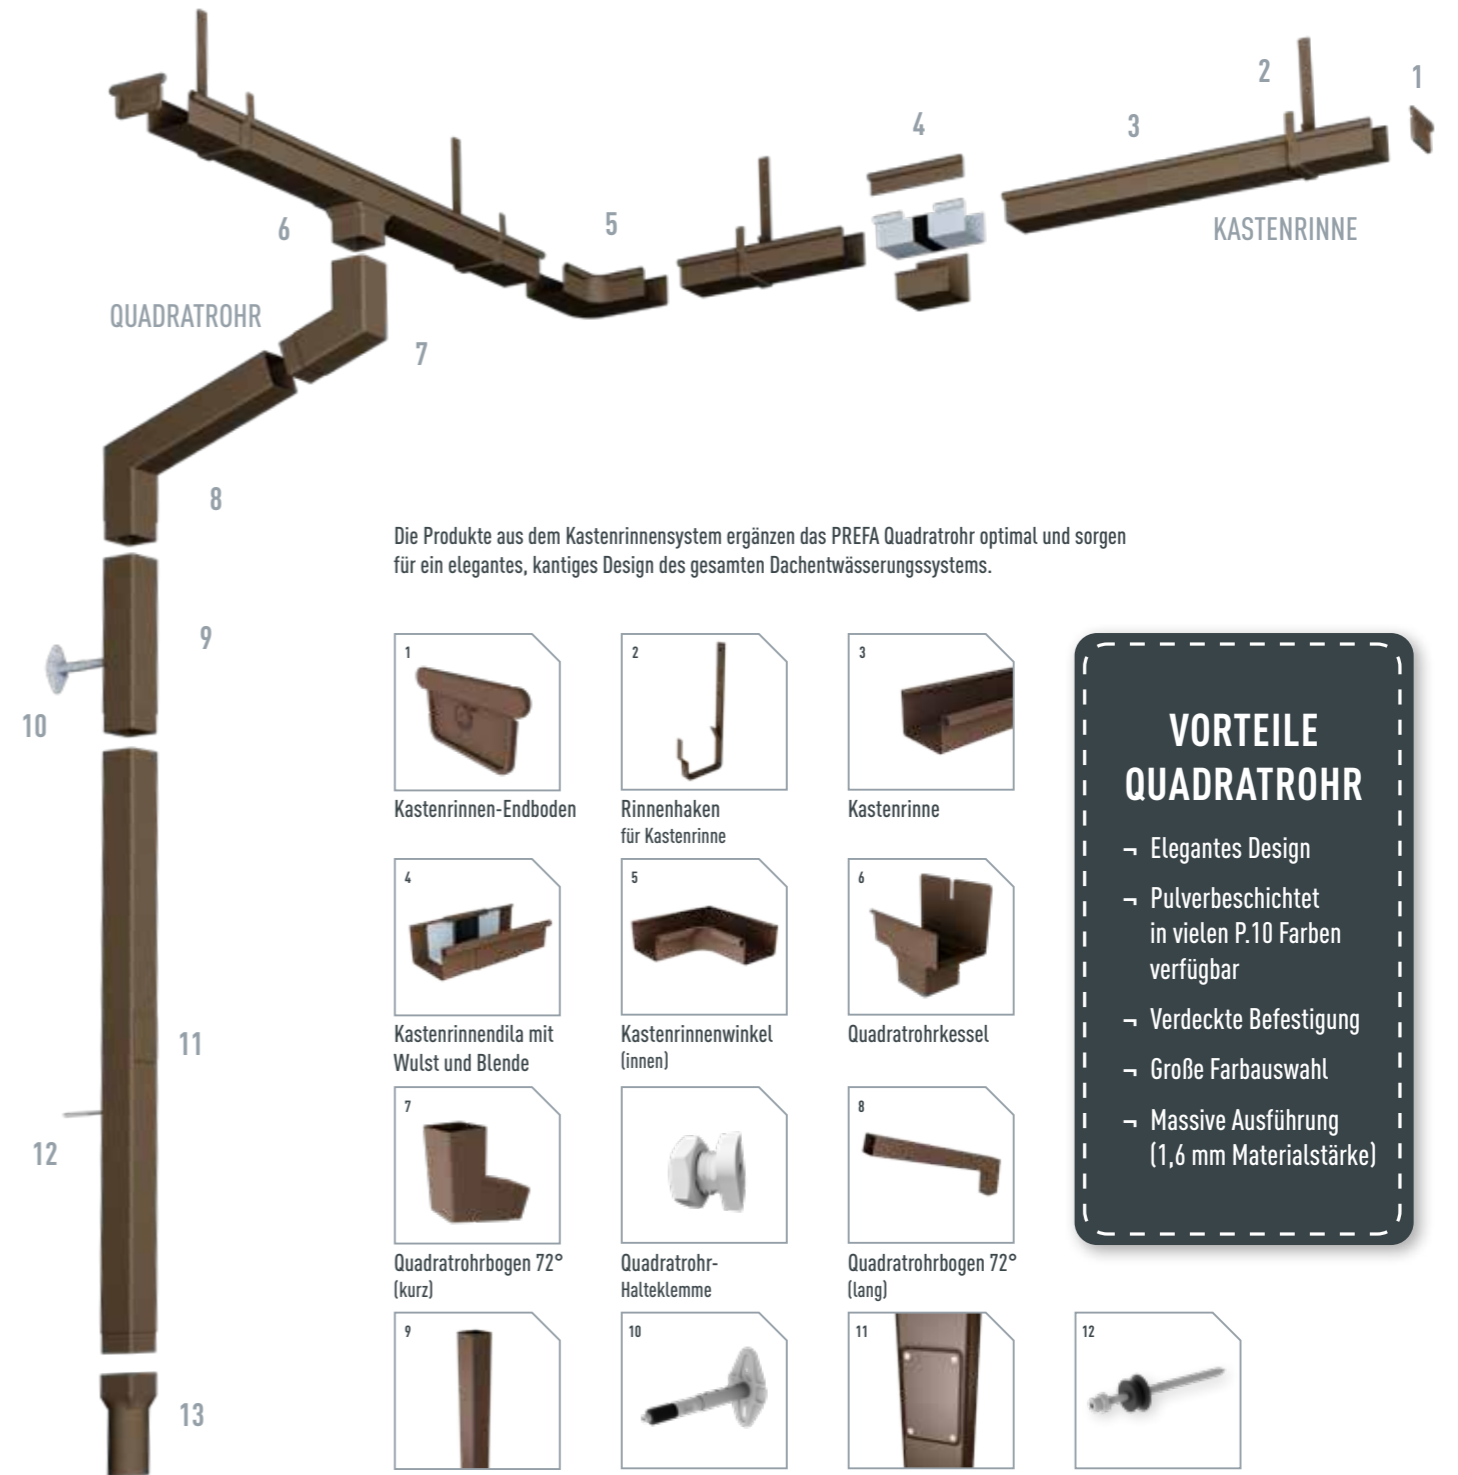 2
1
4
3
5
6
KASTENRINNE
QUADRATROHR
7
8
9
10
11
12
13
Die Produkte aus dem Kastenrinnensystem ergänzen das PREFA Quadratrohr optimal und sorgen
für ein elegantes, kantiges Design des gesamten Dachentwässerungssystems.
1
Kastenrinnen-Endboden
2
Rinnenhaken
für Kastenrinne
3
Kastenrinne
4
Kastenrinnendila mit
Wulst und Blende
5
Kastenrinnenwinkel
(innen)
6
Quadratrohrkessel
7
Quadratrohrbogen 72°
(kurz)
Quadratrohr-
Halteklemme
8
Quadratrohrbogen 72°
(lang)
9
10
11
12
VORTEILE
QUADRATROHR
¬ Elegantes Design
¬ Pulverbeschichtet
in vielen P.10 Farben
verfügbar
¬ Verdeckte Befestigung
¬ Große Farbauswahl
¬ Massive Ausführung
(1,6 mm Materialstärke)